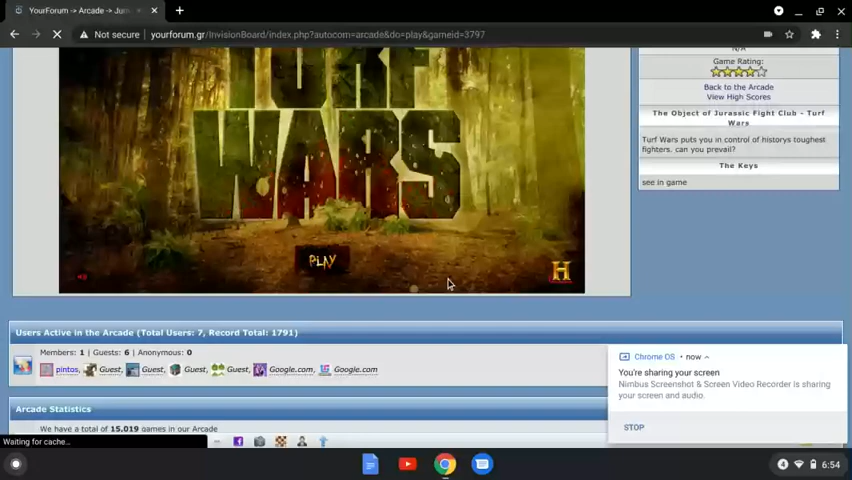 YourForum -> Arcade -> Jura
Not secure
yourforum.gr/InvisionBoard/index.php?autocom=arcade&do=play&gameid=3797
N/A
Game Rating:
Back to the Arcade
View High Scores
The Object of Jurassic Fight Club - Turf
Wars
Turf Wars puts you in control of historys toughest
fighters. can you prevail?
The Keys
see in game
TURF
WARS
PLAY
H
Users Active in the Arcade (Total Users: 7, Record Total: 1791)
Members: 1 | Guests: 6 | Anonymous: 0
pintos, Guest, Guest, Guest, Guest, Google.com, Google.com
Arcade Statistics
We have a total of 15,019 games in our Arcade
Chrome OS • now
You're sharing your screen
Nimbus Screenshot & Screen Video Recorder is sharing
your screen and audio.
STOP
Waiting for cache...
4
6:54